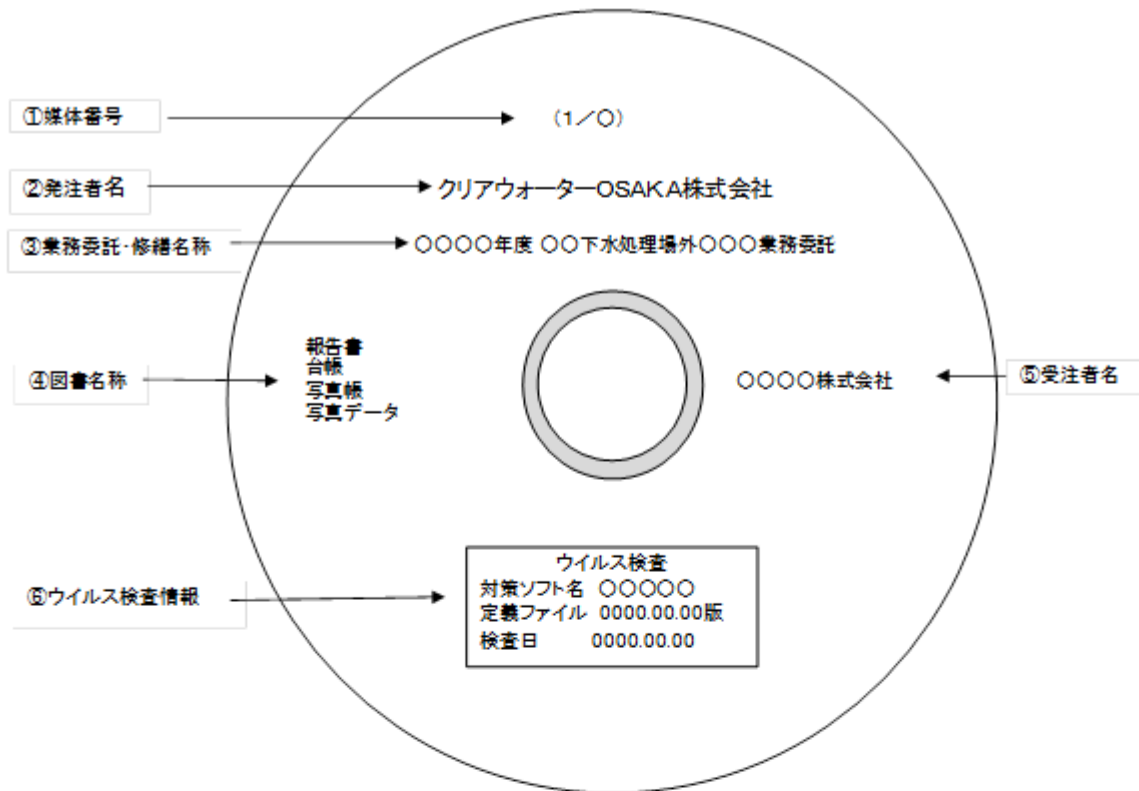 ①媒体番号
(1/○)
②発注者名
クリアウォーターOSAKA株式会社
③業務委託・修繕名称
○○○○年度 ○○下水処理場外○○○業務委託
④図書名称
報告書
台帳
写真帳
写真データ
○○○○株式会社
⑤受注者名
⑥ウイルス検査情報
ウイルス検査
対策ソフト名 ○○○○○
定義ファイル 0000.00.00版
検査日 0000.00.00